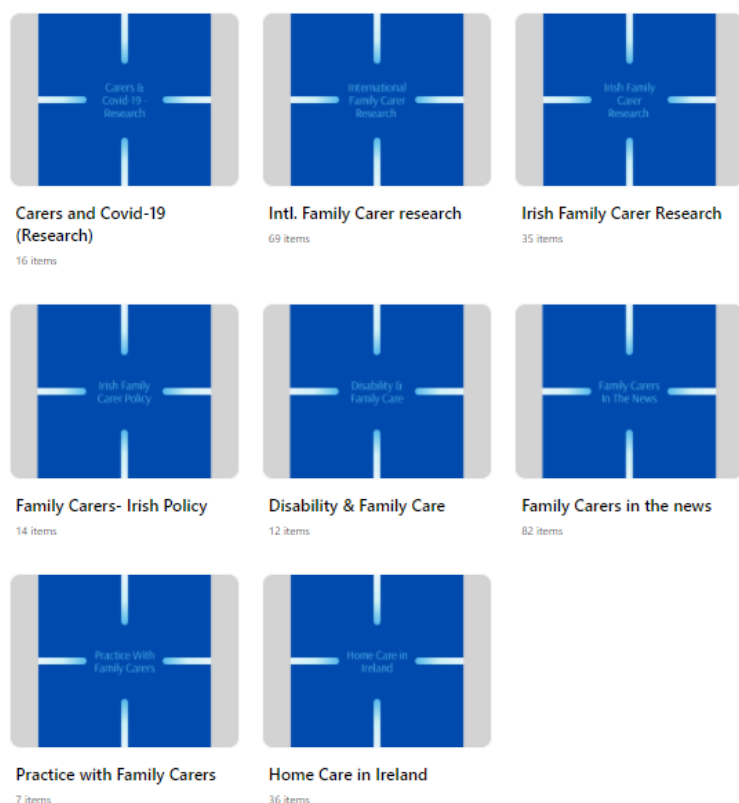 Carers &
Covid-19 -
Research
International
Family Carer
Research
Irish Family
Carer
Research
Carers and Covid-19
(Research)
16 items
Intl. Family Carer research
69 items
Irish Family Carer Research
35 items
Irish Family
Carer Policy
Disability &
Family Care
Family Carers
In The News
Family Carers- Irish Policy
14 items
Disability & Family Care
12 items
Family Carers in the news
82 items
Practice With
Family Carers
Home Care in
Ireland
Practice with Family Carers
7 items
Home Care in Ireland
36 items